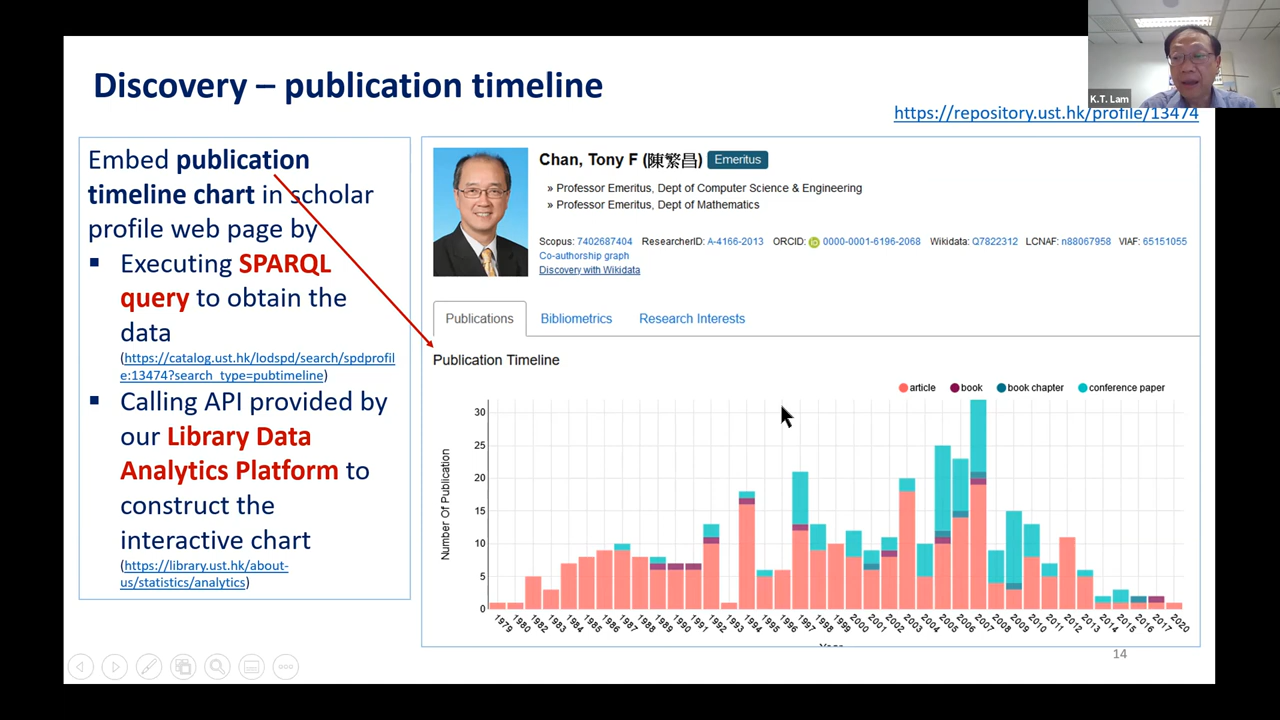 K.T. Lam
Discovery – publication timeline
https://repository.ust.hk/profile/13474
Embed publication
timeline chart in scholar
profile web page by
▪ Executing SPARQL
query to obtain the
data
(https://catalog.ust.hk/lodspd/search/spdprofil
e:13474?search_type=pubtimeline)
▪ Calling API provided by
our Library Data
Analytics Platform to
construct the
interactive chart
(https://library.ust.hk/about-
us/statistics/analytics)
Chan, Tony F (陳繁昌) Emeritus
» Professor Emeritus, Dept of Computer Science & Engineering
» Professor Emeritus, Dept of Mathematics
Scopus: 7402687404 ResearcherID: A-4166-2013 ORCID: iD 0000-0001-6196-2068 Wikidata: Q7822312 LCNAF: n88067958 VIAF: 65151055
Co-authorship graph
Discovery with Wikidata
Publications Bibliometrics Research Interests
Publication Timeline
article book book chapter conference paper
Number Of Publication
30
25
20
15
10
5
0
1979 1980 1982 1983 1984 1985 1986 1987 1988 1989 1990 1991 1992 1993 1994 1995 1996 1997 1998 1999 2000 2001 2002 2003 2004 2005 2006 2007 2008 2009 2010 2011 2012 2013 2014 2015 2016 2017 2020
Year
14